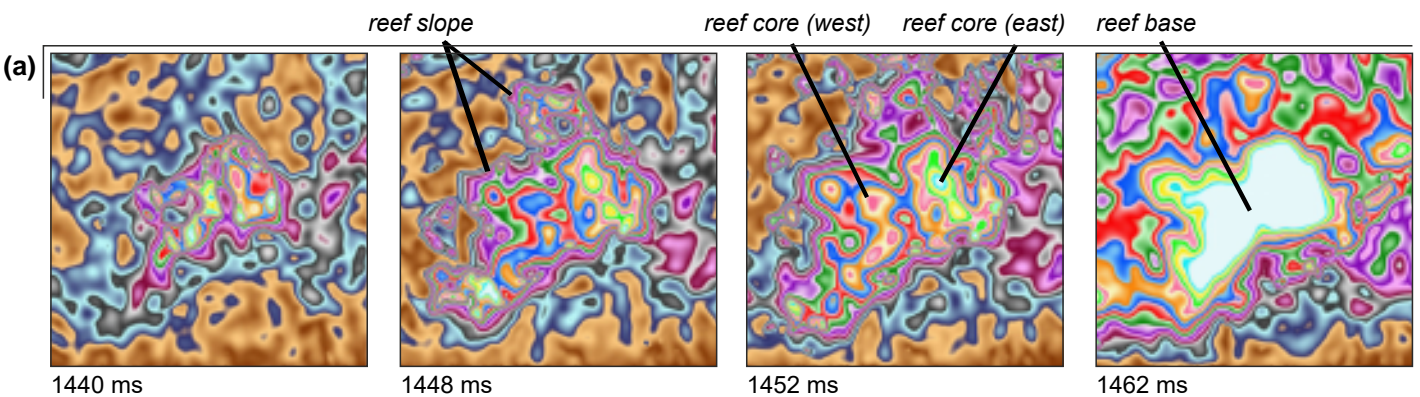 reef slope reef core (west) reef core (east) reef base
(a)
1440 ms 1448 ms 1452 ms 1462 ms